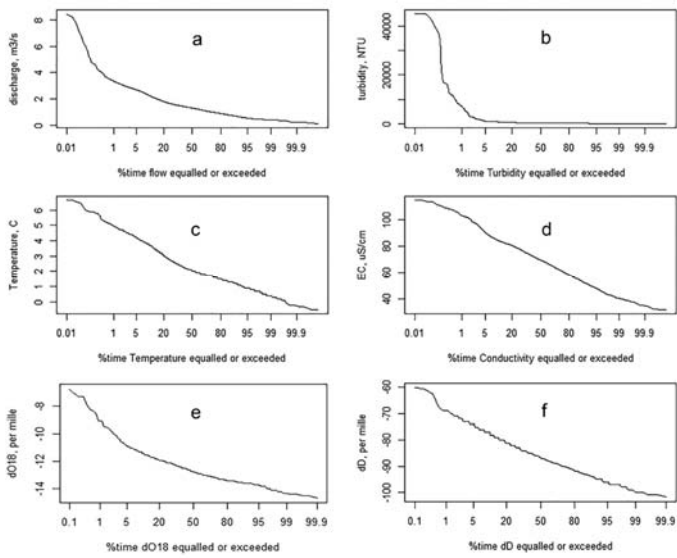 a
discharge, m3/s
8
6
4
2
0
0.01 1 5 20 50 80 95 99 99.9
%time flow equalled or exceeded
b
turbidity, NTU
40000
20000
0
0.01 1 5 20 50 80 95 99 99.9
%time Turbidity equalled or exceeded
c
Temperature, C
6
5
4
3
2
1
0
0.01 1 5 20 50 80 95 99 99.9
%time Temperature equalled or exceeded
d
EC, uS/cm
100
80
60
40
0.01 1 5 20 50 80 95 99 99.9
%time Conductivity equalled or exceeded
e
dO18, per mille
-8
-10
-12
-14
0.1 1 5 20 50 80 95 99 99.9
%time dO18 equalled or exceeded
f
dD, per mille
-60
-70
-80
-90
-100
0.1 1 5 20 50 80 95 99 99.9
%time dD equalled or exceeded